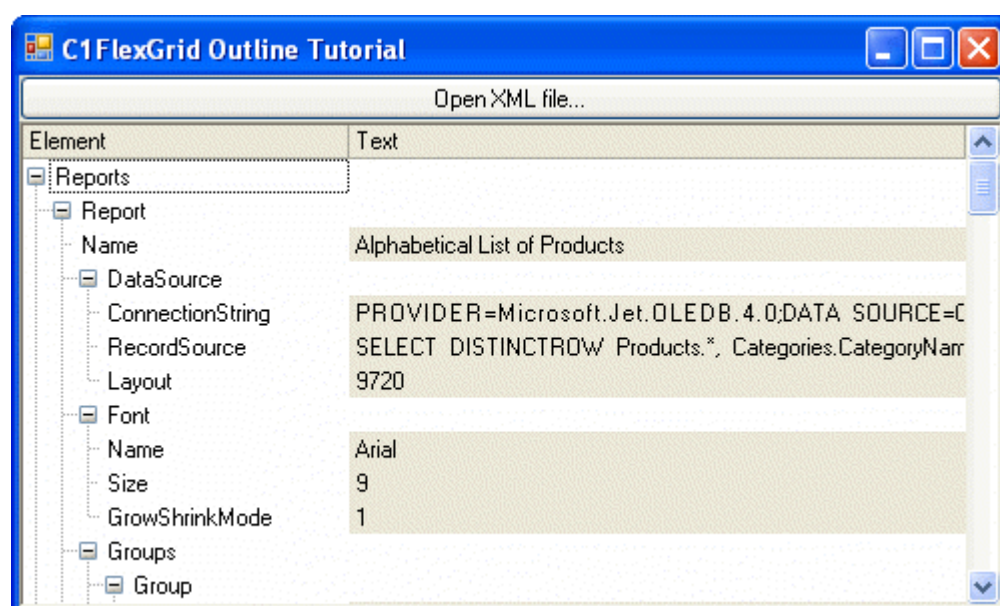 C1FlexGrid Outline Tutorial
Open XML file...
Element Text
Reports
Report
Name Alphabetical List of Products
DataSource
ConnectionString PROVIDER=Microsoft.Jet.OLEDB.4.0;DATA SOURCE=C
RecordSource SELECT DISTINCTROW Products.*, Categories.CategoryNam
Layout 9720
Font
Name Arial
Size 9
GrowShrinkMode 1
Groups
Group